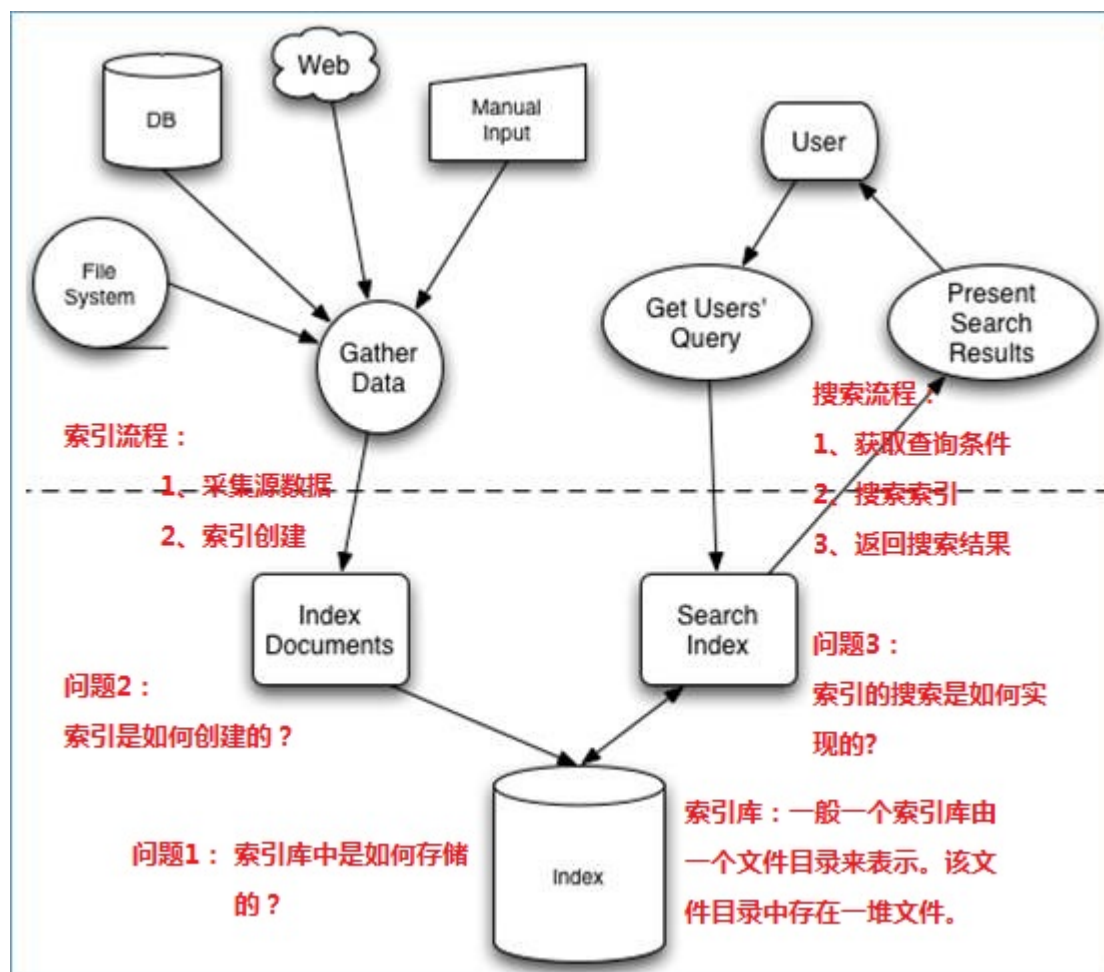 Web
DB
Manual
Input
User
File
System
Get Users'
Query
Present
Search
Results
Gather
Data
索引流程：
1、采集源数据
2、索引创建
搜索流程：
1、获取查询条件
2、搜索索引
3、返回搜索结果
Index
Documents
Search
Index
问题2：
索引是如何创建的？
问题3：
索引的搜索是如何实
现的?
问题1： 索引库中是如何存储
的？
Index
索引库：一般一个索引库由
一个文件目录来表示。该文
件目录中存在一堆文件。